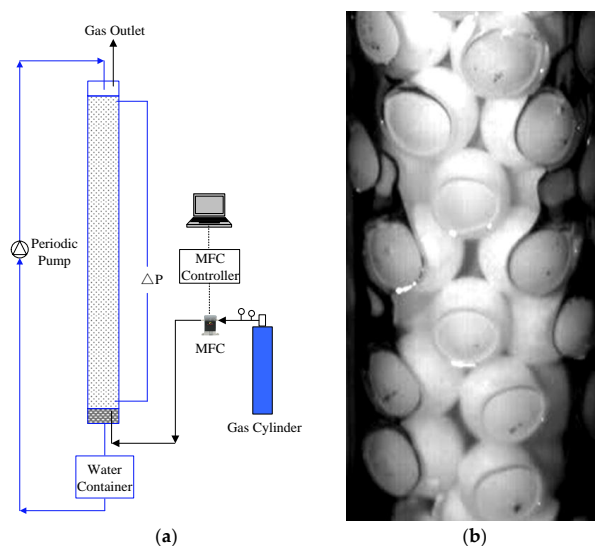 Gas Outlet
Periodic
Pump
△P
MFC
Controller
MFC
Gas Cylinder
Water
Container
(a)
(b)